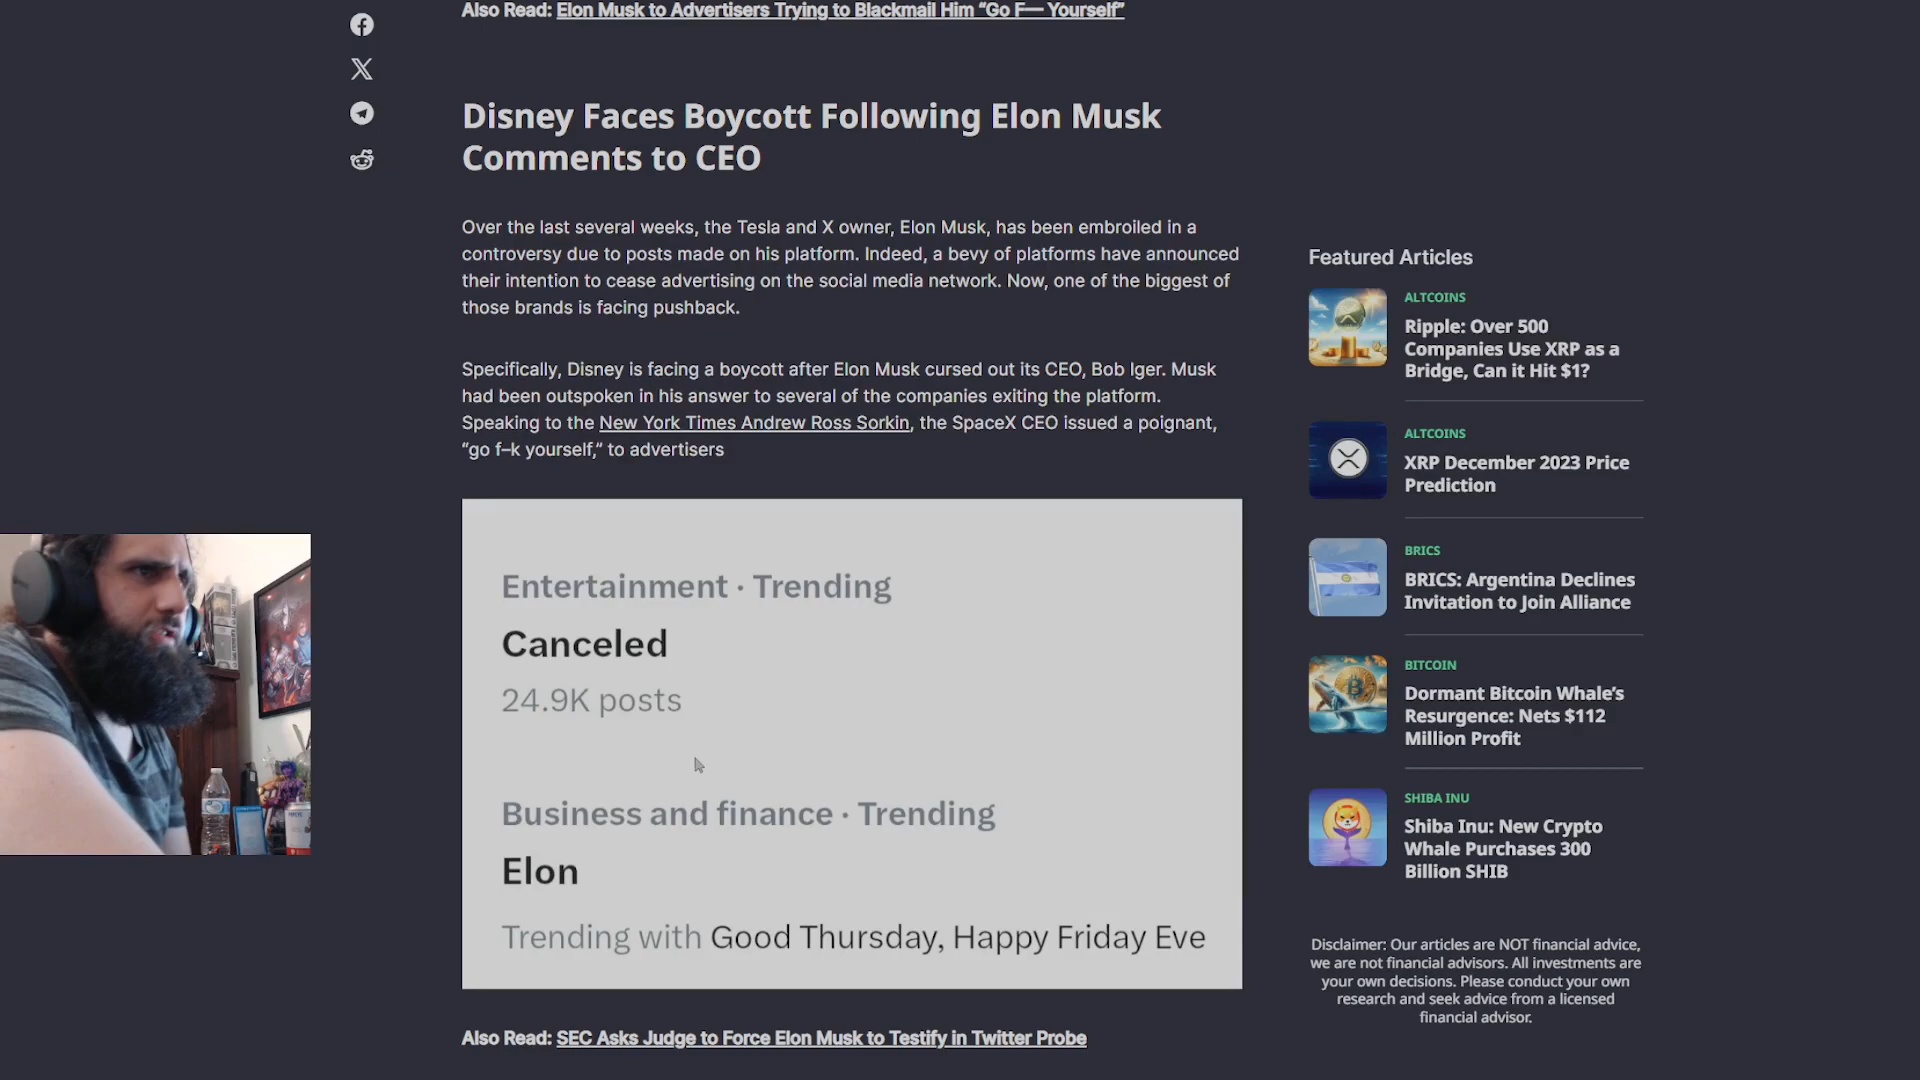 Also Read: Elon Musk to Advertisers Trying to Blackmail Him “Go F— Yourself”
Disney Faces Boycott Following Elon Musk
Comments to CEO
Over the last several weeks, the Tesla and X owner, Elon Musk, has been embroiled in a
controversy due to posts made on his platform. Indeed, a bevy of platforms have announced
their intention to cease advertising on the social media network. Now, one of the biggest of
those brands is facing pushback.
Specifically, Disney is facing a boycott after Elon Musk cursed out its CEO, Bob Iger. Musk
had been outspoken in his answer to several of the companies exiting the platform.
Speaking to the New York Times Andrew Ross Sorkin, the SpaceX CEO issued a poignant,
“go f–k yourself,” to advertisers
Entertainment · Trending
Canceled
24.9K posts
Business and finance · Trending
Elon
Trending with Good Thursday, Happy Friday Eve
Also Read: SEC Asks Judge to Force Elon Musk to Testify in Twitter Probe
Featured Articles
ALTCOINS
Ripple: Over 500
Companies Use XRP as a
Bridge, Can it Hit $1?
ALTCOINS
XRP December 2023 Price
Prediction
BRICS
BRICS: Argentina Declines
Invitation to Join Alliance
BITCOIN
Dormant Bitcoin Whale’s
Resurgence: Nets $112
Million Profit
SHIBA INU
Shiba Inu: New Crypto
Whale Purchases 300
Billion SHIB
Disclaimer: Our articles are NOT financial advice,
we are not financial advisors. All investments are
your own decisions. Please conduct your own
research and seek advice from a licensed
financial advisor.